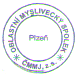 OBLASTNÍ MYSLIVECKÝ SPOLEK
Plzeň
ČMMJ, z.s.